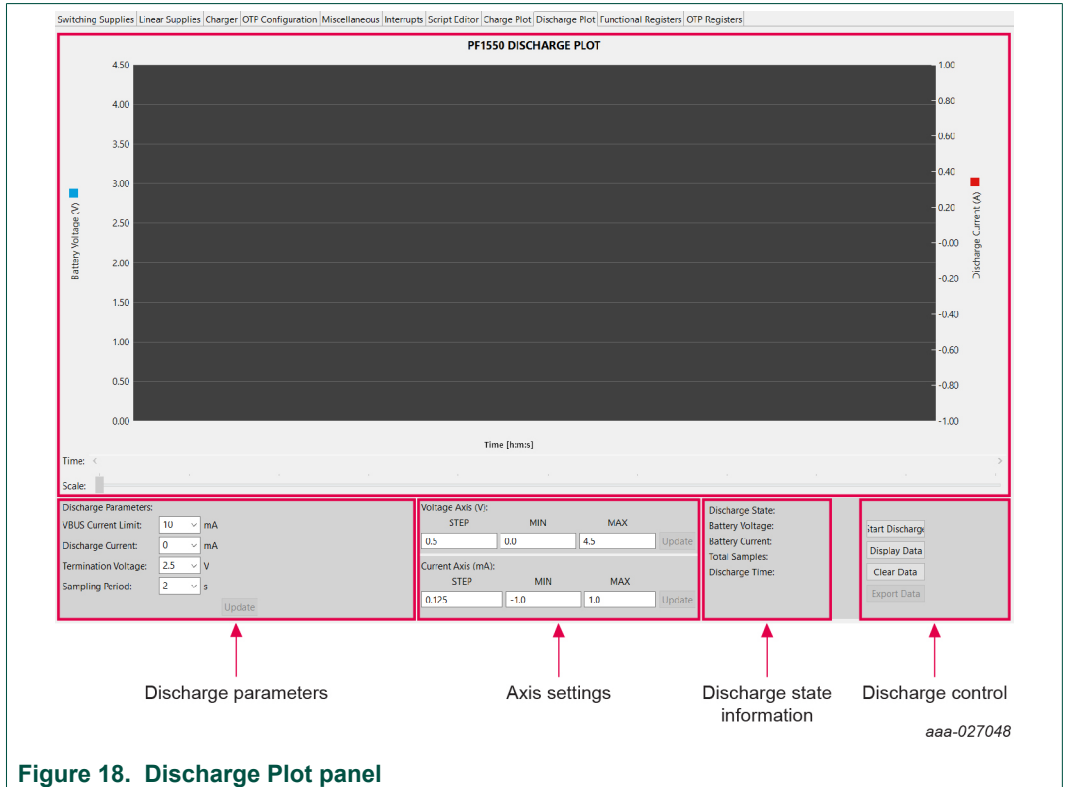 Switching Supplies Linear Supplies Charger OTP Configuration Miscellaneous Interrupts Script Editor Charge Plot Discharge Plot Functional Registers OTP Registers
PF1550 DISCHARGE PLOT
4.50
4.00
3.50
3.00
2.50
2.00
1.50
1.00
0.50
0.00
Battery Voltage (V)
1.00
0.80
0.60
0.40
0.20
-0.00
-0.20
-0.40
-0.60
-0.80
-1.00
Discharge Current (A)
Time [h:m:s]
Time: < >
Scale:
Discharge Parameters:
VBUS Current Limit: 10 mA
Discharge Current: 0 mA
Termination Voltage: 2.5 V
Sampling Period: 2 s
Update
Voltage Axis (V):
STEP MIN MAX
0.5 0.0 4.5 Update
Current Axis (mA):
STEP MIN MAX
0.125 -1.0 1.0 Update
Discharge State:
Battery Voltage:
Battery Current:
Total Samples:
Discharge Time:
Start Discharge
Display Data
Clear Data
Export Data
Discharge parameters
Axis settings
Discharge state
information
Discharge control
aaa-027048
Figure 18. Discharge Plot panel